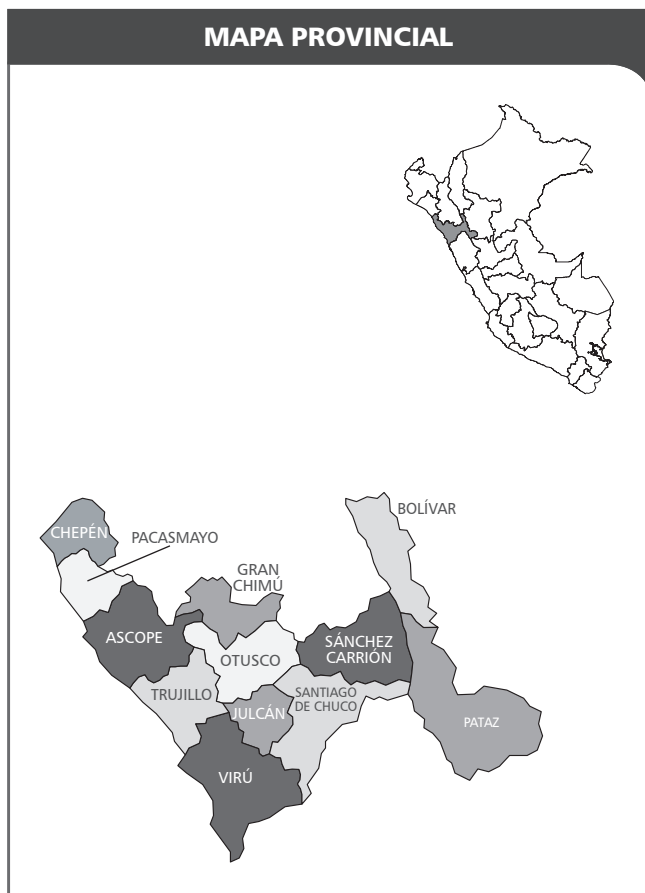 MAPA PROVINCIAL
BOLÍVAR
CHEPÉN
PACASMAYO
GRAN
CHIMÚ
ASCOPE
SÁNCHEZ
CARRIÓN
OTUSCO
TRUJILLO
SANTIAGO
DE CHUCO
JULCÁN
PATAZ
VIRÚ